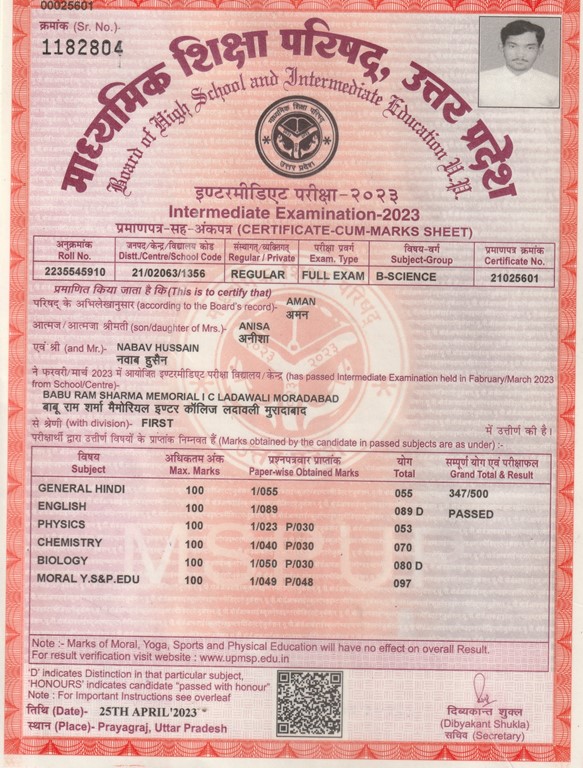 00025601
क्रमांक (Sr. No.)-
1182804
माध्यमिक शिक्षा परिषद्, उत्तर प्रदेश
Board of High School and Intermediate Education U.P.
माध्यमिक शिक्षा परिषद्
उत्तर प्रदेश
इण्टरमीडिएट परीक्षा-२०२३
Intermediate Examination-2023
प्रमाणपत्र-सह-अंकपत्र (CERTIFICATE-CUM-MARKS SHEET)
अनुक्रमांक जनपद/केन्द्र/विद्यालय कोड संस्थागत/व्यक्तिगत परीक्षा प्रवर्ग विषय-वर्ग प्रमाणपत्र क्रमांक
Roll No. Distt./Centre/School Code Regular / Private Exam. Type Subject-Group Certificate No.
2235545910 21/02063/1356 REGULAR FULL EXAM B-SCIENCE 21025601
प्रमाणित किया जाता है कि(This is to certify that)
परिषद् के अभिलेखानुसार (according to the Board's record)- AMAN
अमन
आत्मज/आत्मजा श्रीमती (son/daughter of Mrs.)- ANISA
अनीशा
एवं श्री (and Mr.)- NABAV HUSSAIN
नवाब हुसैन
ने फरवरी/मार्च 2023 में आयोजित इण्टरमीडिएट परीक्षा विद्यालय/केन्द्र (has passed Intermediate Examination held in Fabruary/March 2023
from School/Centre)-
BABU RAM SHARMA MEMORIAL I C LADAWALI MORADABAD
बाबू राम शर्मा मैमोरियल इण्टर कॉलिज लदावली मुरादाबाद
से श्रेणी (with division)- FIRST में उत्तीर्ण की है।
परीक्षार्थी द्वारा उत्तीर्ण विषयों के प्राप्तांक निम्नवत हैं (Marks obtained by the candidate in passed subjects are as under) :-
विषय अधिकतम अंक प्रश्नपत्रवार प्राप्तांक योग सम्पूर्ण योग एवं परीक्षाफल
Subject Max. Marks Paper-wise Obtained Marks Total Grand Total & Result
GENERAL HINDI 100 1/055 055 347/500
ENGLISH 100 1/089 089 D PASSED
PHYSICS 100 1/023 P/030 053
CHEMISTRY 100 1/040 P/030 070
BIOLOGY 100 1/050 P/030 080 D
MORAL Y.S&P.EDU 100 1/049 P/048 097
Note :- Marks of Moral, Yoga, Sports and Physical Education will have no effect on overall Result.
For result verification visit website : www.upmsp.edu.in
'D' indicates Distinction in that particular subject,
'HONOURS' indicates candidate "passed with honour"
Note : For Important Instructions see overleaf
तिथि (Date)- 25TH APRIL'2023
स्थान (Place)- Prayagraj, Uttar Pradesh
दिब्यकान्त शुक्ल
(Dibyakant Shukla)
सचिव (Secretary)